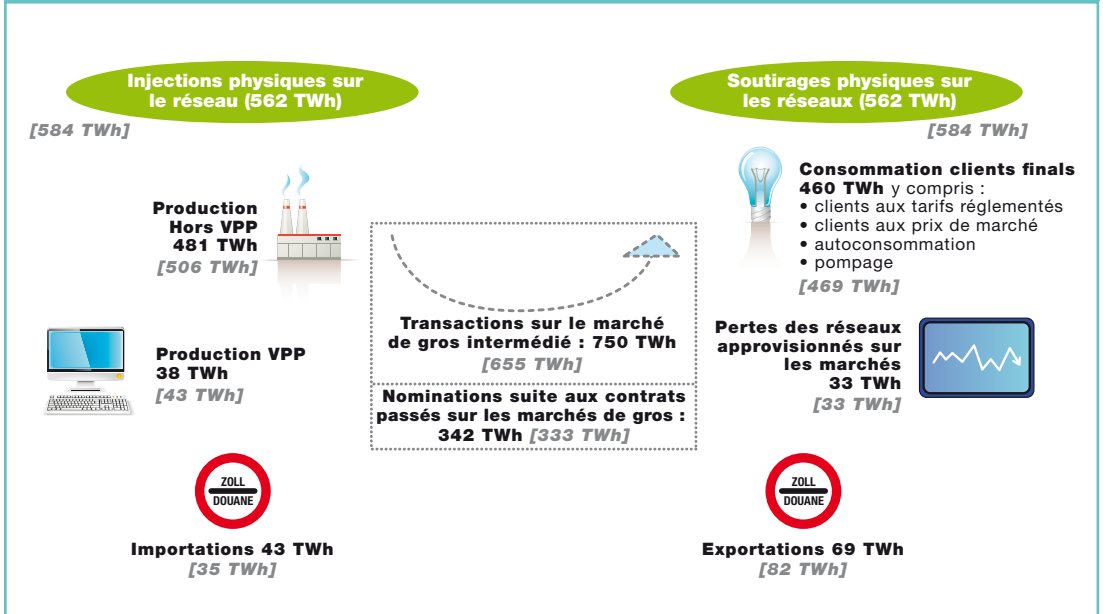 Injections physiques sur
le réseau (562 TWh)
[584 TWh]
Production
Hors VPP
481 TWh
[506 TWh]
Production VPP
38 TWh
[43 TWh]
ZOLL
DOUANE
Importations 43 TWh
[35 TWh]
Transactions sur le marché
de gros intermédié : 750 TWh
[655 TWh]
Nominations suite aux contrats
passés sur les marchés de gros :
342 TWh [333 TWh]
Soutirages physiques sur
les réseaux (562 TWh)
[584 TWh]
Consommation clients finals
460 TWh y compris :
• clients aux tarifs réglementés
• clients aux prix de marché
• autoconsommation
• pompage
[469 TWh]
Pertes des réseaux
approvisionnés sur
les marchés
33 TWh
[33 TWh]
ZOLL
DOUANE
Exportations 69 TWh
[82 TWh]